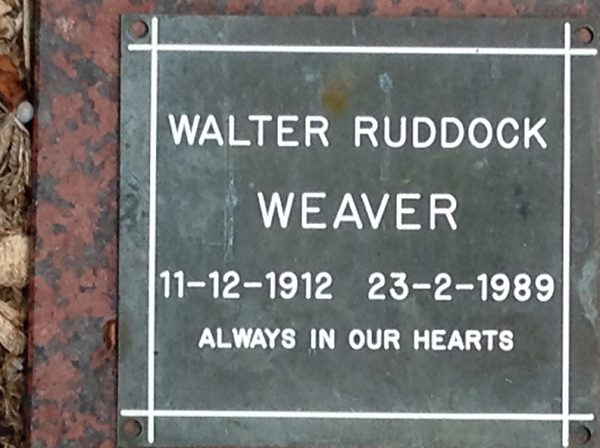 WALTER RUDDOCK
WEAVER
11-12-1912 23-2-1989
ALWAYS IN OUR HEARTS